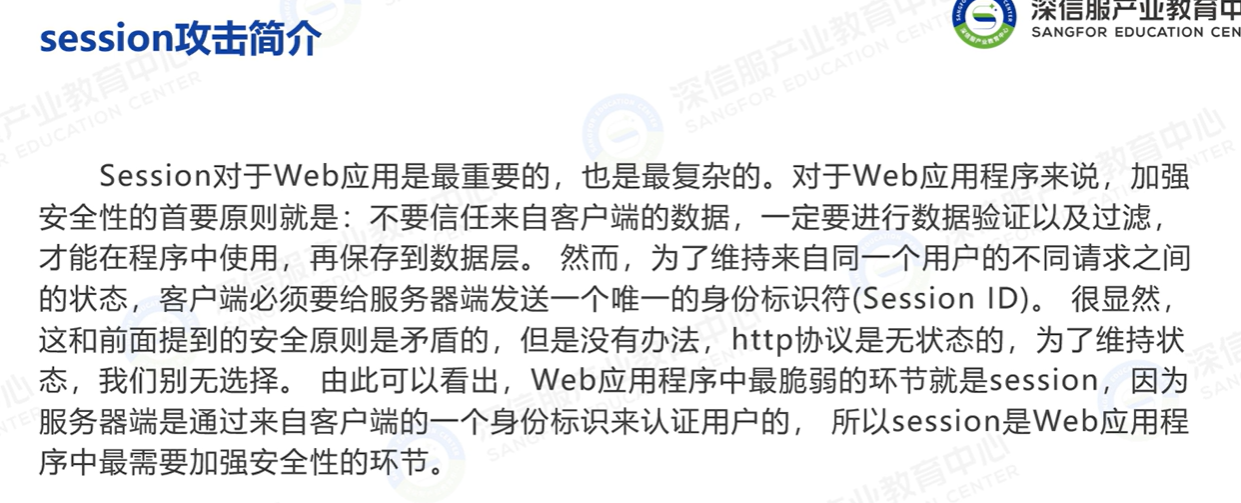 session攻击简介
深信服产业教育中
SANGFOR EDUCATION CEN
Session对于Web应用是最重要的，也是最复杂的。对于Web应用程序来说，加强
安全性的首要原则就是：不要信任来自客户端的数据，一定要进行数据验证以及过滤，
才能在程序中使用，再保存到数据层。 然而，为了维持来自同一个用户的不同请求之间
的状态，客户端必须要给服务器端发送一个唯一的身份标识符(Session ID)。 很显然，
这和前面提到的安全原则是矛盾的，但是没有办法，http协议是无状态的，为了维持状
态，我们别无选择。 由此可以看出，Web应用程序中最脆弱的环节就是session，因为
服务器端是通过来自客户端的一个身份标识来认证用户的， 所以session是Web应用程
序中最需要加强安全性的环节。